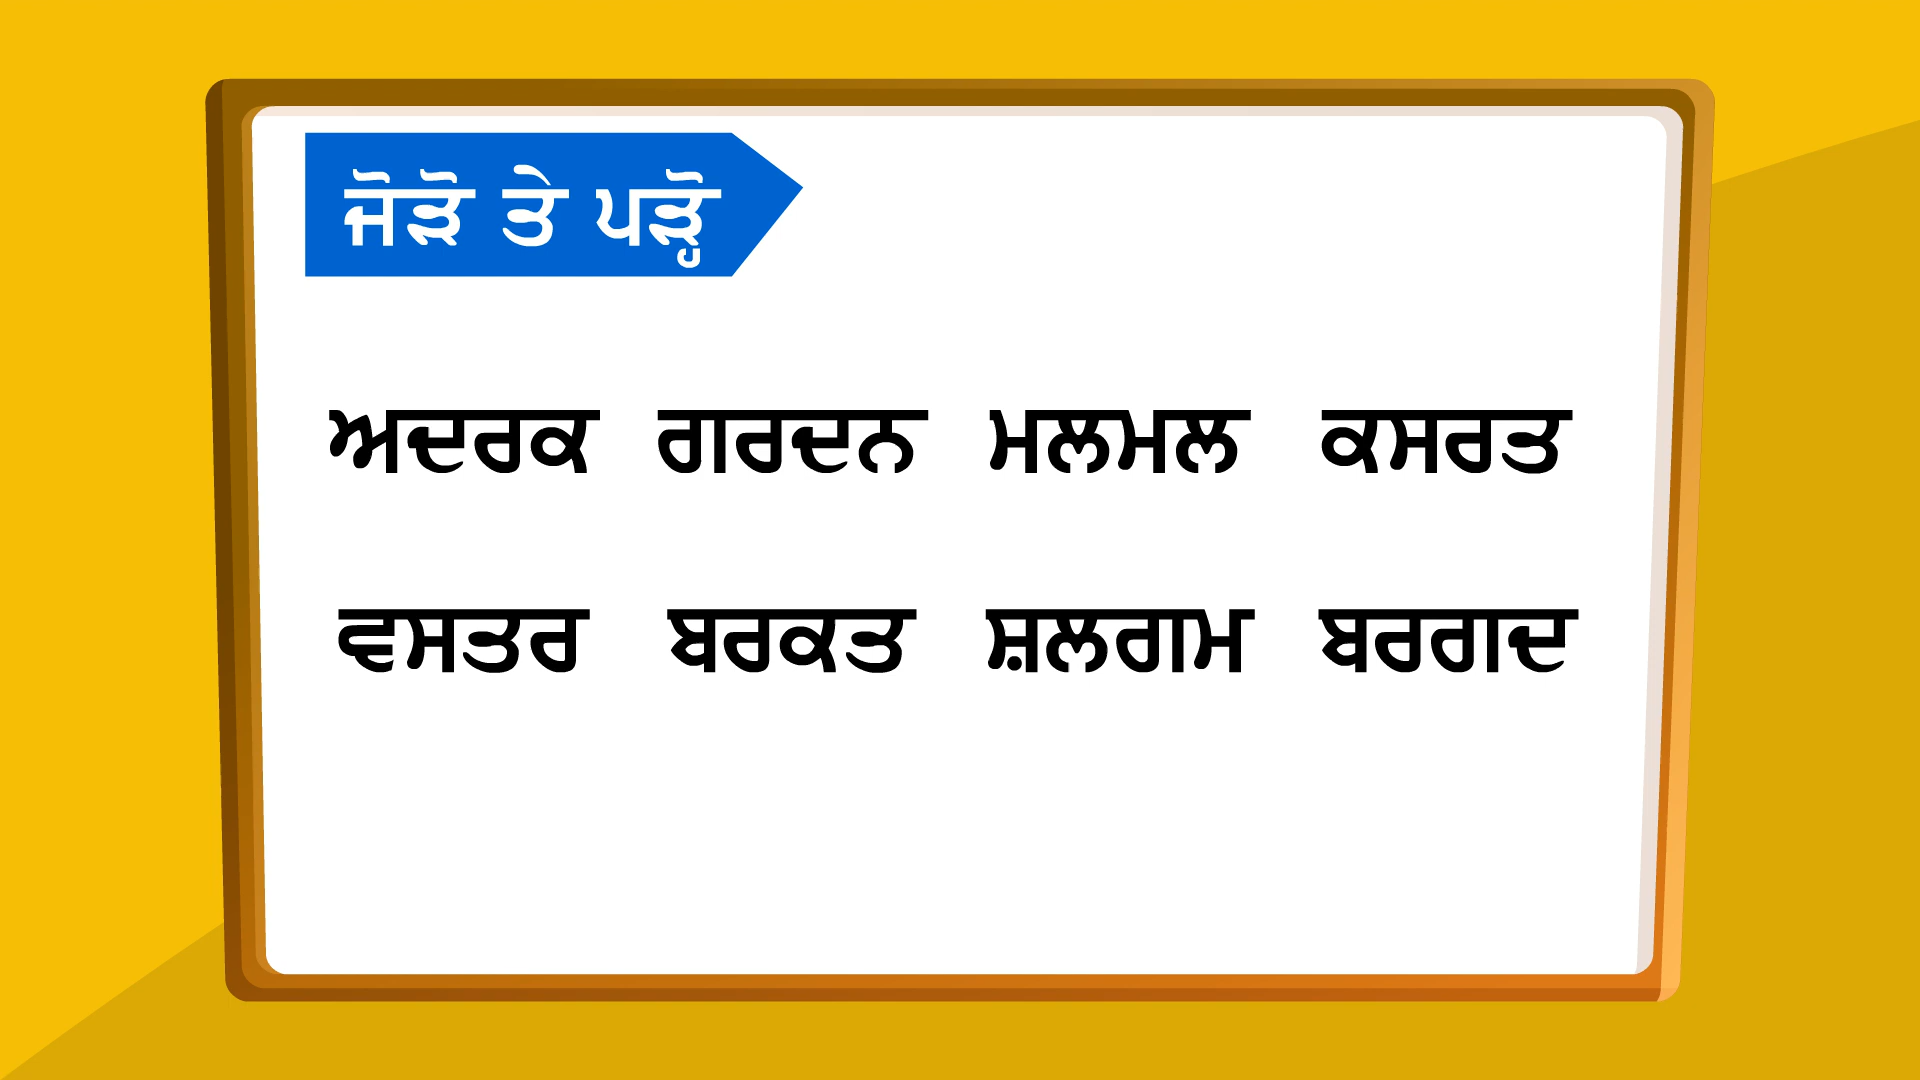 ਜੋੜੋ ਤੇ ਪੜ੍ਹੋ
ਅਦਰਕ ਗਰਦਨ ਮਲਮਲ ਕਸਰਤ
ਵਸਤਰ ਬਰਕਤ ਸ਼ਲਗਮ ਬਰਗਦ